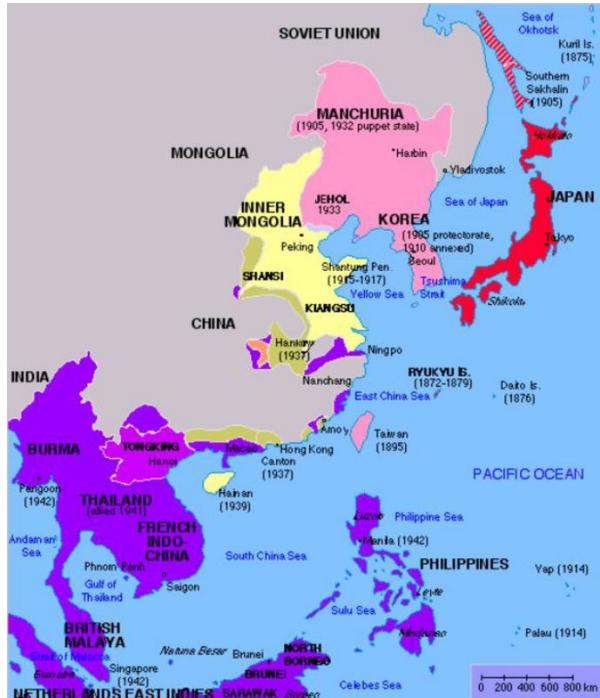 Sea of
Okhotsk
SOVIET UNION
Kuril Is.
(1875)
Southern
Sakhalin
(1905)
MANCHURIA
(1905, 1932 puppet state)
Hokkaido
Harbin
MONGOLIA
Vladivostok
JEHOL
1933
Sea of Japan
JAPAN
INNER
MONGOLIA
KOREA
(1905 protectorate,
1910 annexed)
Peking
Seoul
Tokyo
SHANSI
Shantung Pen.
(1915-1917)
Tsushima
Strait
Yellow Sea
Shikoku
KIANGSU
CHINA
Hankow
(1937)
Ningpo
INDIA
Nanchang
RYUKYU IS.
(1872-1879)
Daito Is.
(1876)
East China Sea
BURMA
Amoy
TONGKING
Macao
Hong Kong
Taiwan
(1895)
Hanoi
Canton
(1937)
PACIFIC OCEAN
Rangoon
(1942)
THAILAND
(allied 1941)
Hainan
(1939)
Luzon
Philippine Sea
Andaman
Sea
FRENCH
INDO-
CHINA
Manila (1942)
South China Sea
Phnom Penh
PHILIPPINES
Yap (1914)
Gulf of
Thailand
Saigon
Leyte
Sulu Sea
BRITISH
MALAYA
Mindanao
Palau (1914)
Strait of Malacca
Natuna Besar
Brunei
NORTH
BORNEO
Sumatra
Singapore
(1942)
BRUNEI
NETHERLANDS EAST INDIES
SARAWAK
Borneo
Celebes Sea
0 200 400 600 800 km